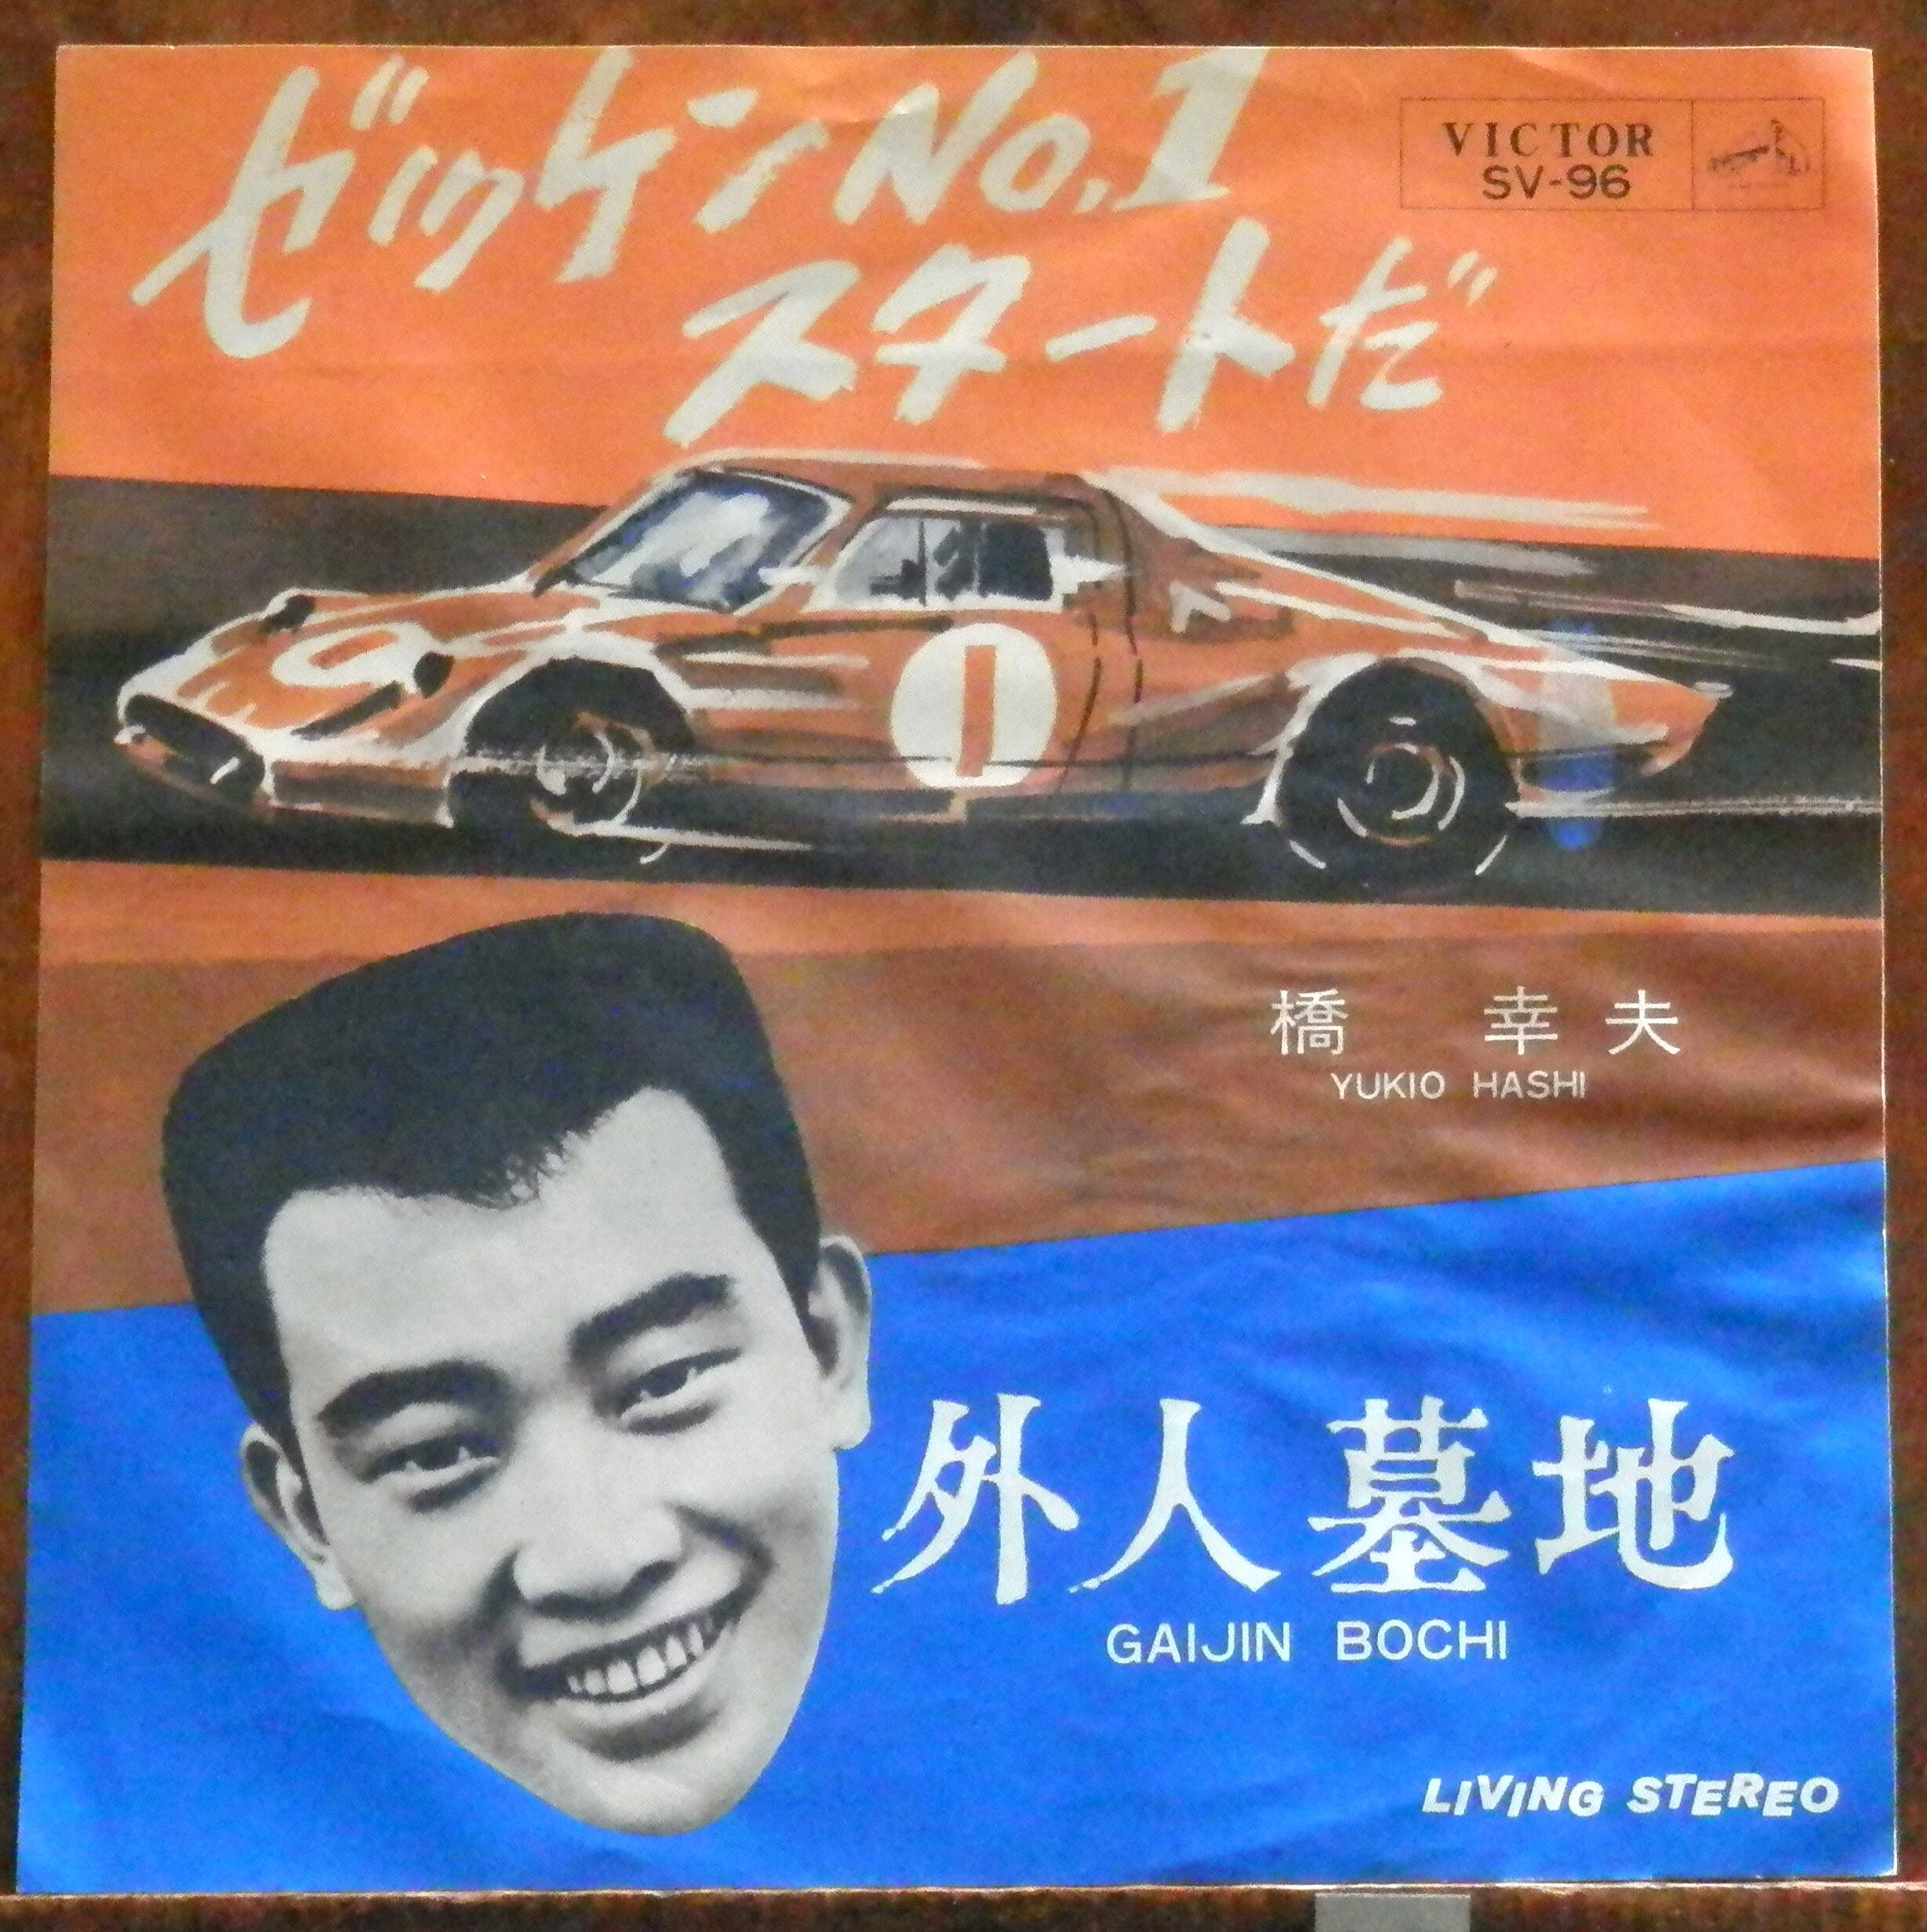 ゼッケンNo.1
スタートだ
VICTOR
SV-96
1
橋 幸夫
YUKIO HASHI
外人墓地
GAIJIN BOCHI
LIVING STEREO